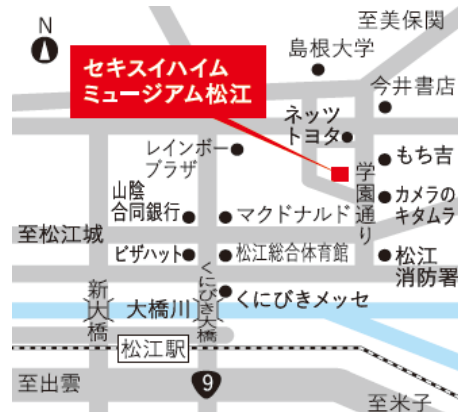 至美保関
N
島根大学
セキスイハイム
ミュージアム松江
今井書店
ネッツ
トヨタ
レインボー
プラザ
もち吉
学園通り
山陰
合同銀行
マクドナルド
カメラの
キタムラ
至松江城
ピザハット
松江総合体育館
松江
消防署
くにびき大橋
新大橋
大橋川
くにびきメッセ
松江駅
9
至出雲
至米子